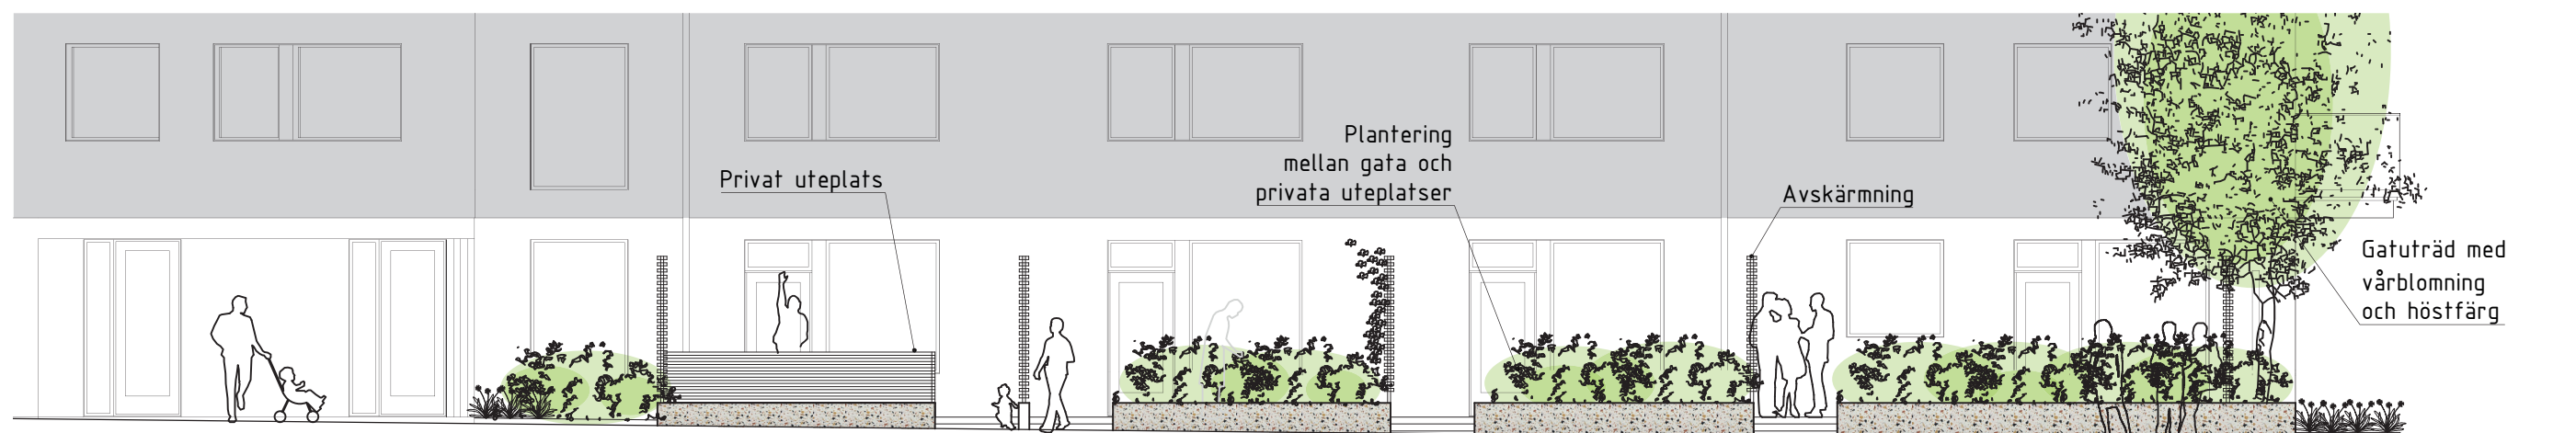 Privat uteplats
Plantering
mellan gata och
privata uteplatser
Avskärmning
Gatuträd med
vårblomning
och höstfärg